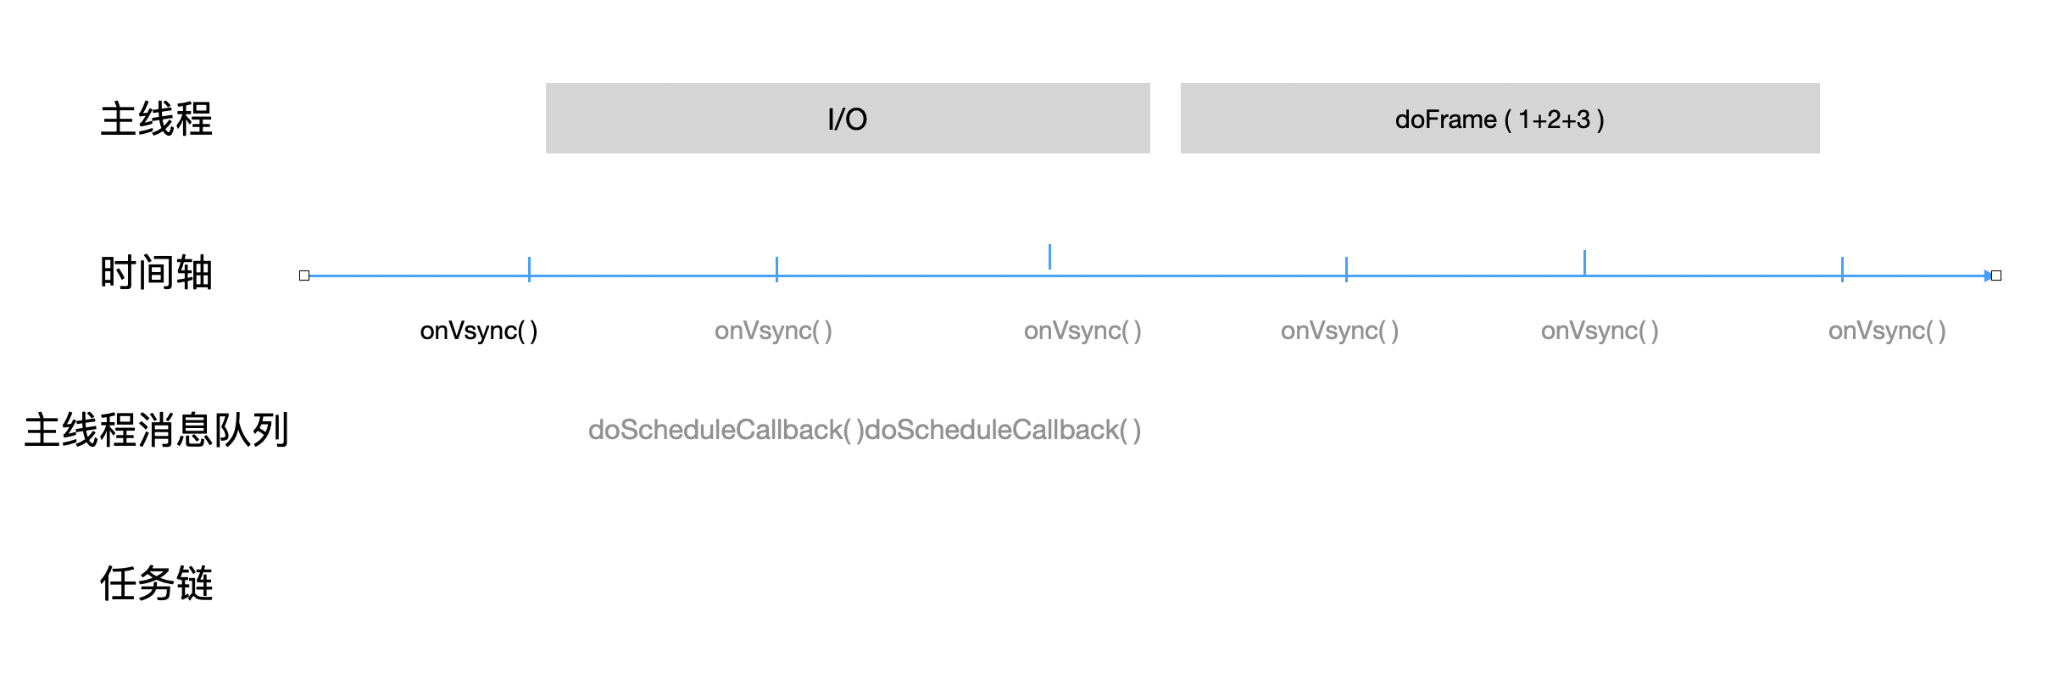 主线程 I/O doFrame ( 1+2+3 )
时间轴
onVsync( ) onVsync( ) onVsync( ) onVsync( ) onVsync( ) onVsync( )
主线程消息队列 doScheduleCallback( )doScheduleCallback( )
任务链